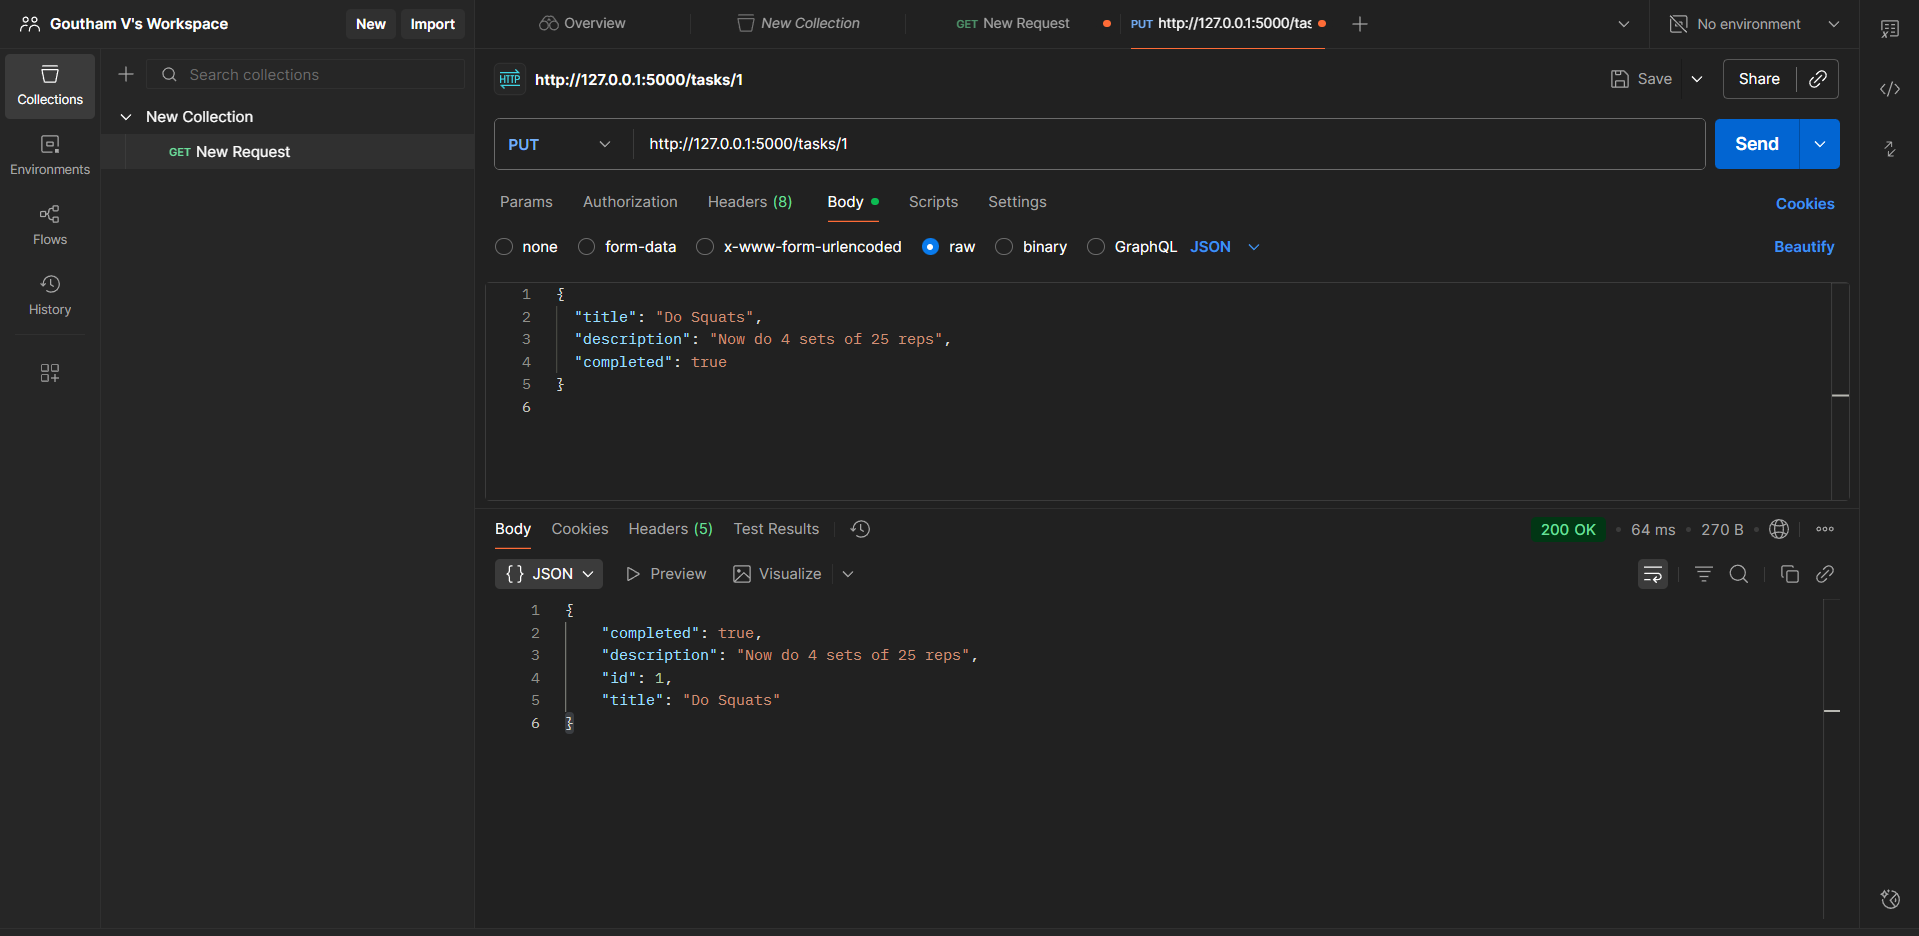 Goutham V's Workspace New Import Overview New Collection GET New Request PUT http://127.0.0.1:5000/tas No environment
Collections
Environments
Flows
History
Search collections
New Collection
GET New Request
HTTP http://127.0.0.1:5000/tasks/1 Save Share
PUT http://127.0.0.1:5000/tasks/1 Send
Params Authorization Headers (8) Body Scripts Settings Cookies
none form-data x-www-form-urlencoded raw binary GraphQL JSON Beautify
1 {
2 "title": "Do Squats",
3 "description": "Now do 4 sets of 25 reps",
4 "completed": true
5 }
6
Body Cookies Headers (5) Test Results 200 OK • 64 ms • 270 B •
{} JSON Preview Visualize
1 {
2 "completed": true,
3 "description": "Now do 4 sets of 25 reps",
4 "id": 1,
5 "title": "Do Squats"
6 }